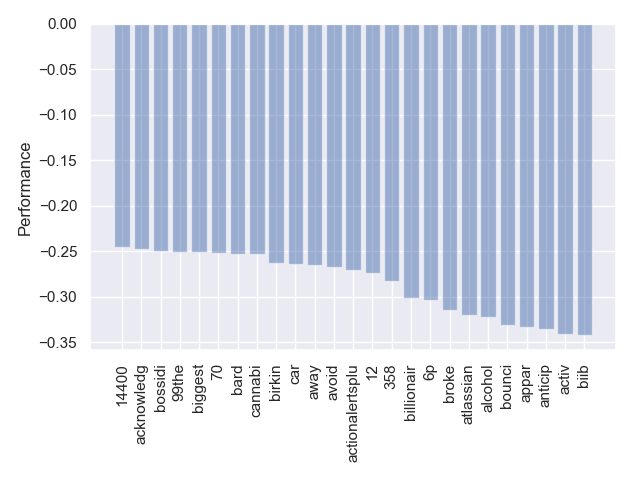 0.00
−0.05
−0.10
−0.15
−0.20
−0.25
−0.30
−0.35
Performance
14400
acknowledg
bossidi
99the
biggest
70
bard
cannabi
birkin
car
away
avoid
actionalertsplu
12
358
billionair
6p
broke
atlassian
alcohol
bounci
appar
anticip
activ
biib